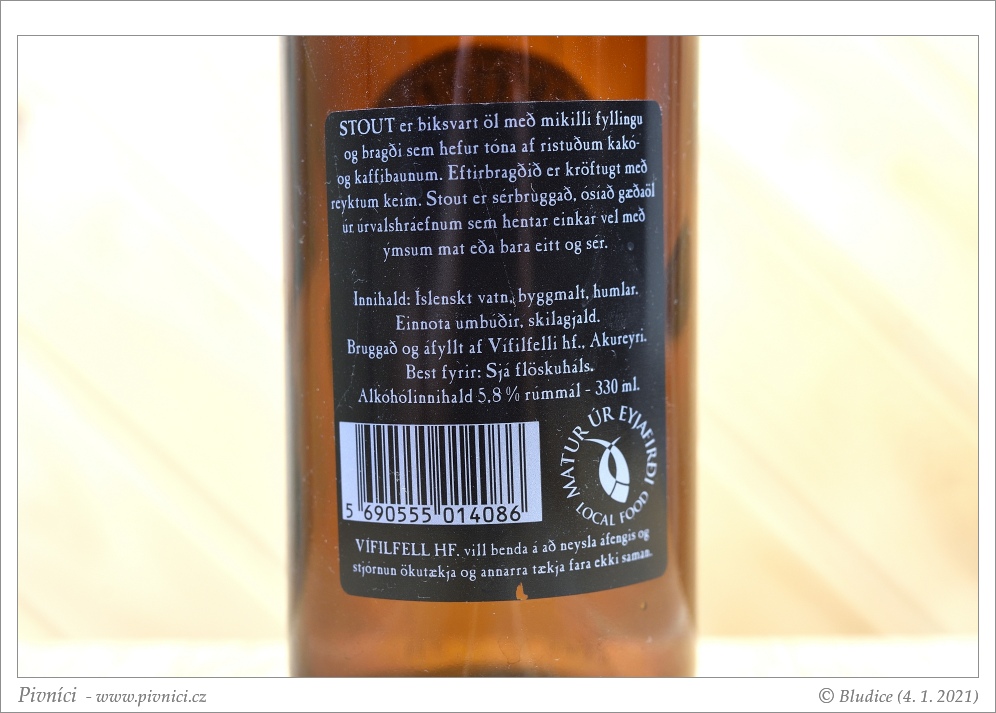 STOUT er biksvart öl með mikilli fyllingu
og bragði sem hefur tóna af ristuðum kakó-
og kaffibaunum. Eftirbragðið er kröftugt með
reyktum keim. Stout er sérbruggað, ósíað gæðaöl
úr úrvalshráefnum sem hentar einkar vel með
ýmsum mat eða bara eitt og sér.
Innihald: Íslenskt vatn, byggmalt, humlar.
Einnota umbúðir, skilagjald.
Bruggað og áfyllt af Vífilfelli hf., Akureyri.
Best fyrir: Sjá flöskuháls.
Alkóhólinnihald 5.8 % rúmmál - 330 ml.
MATUR ÚR EYJAFIRÐI
LOCAL FOOD
5 690555 014086
VÍFILFELL HF. vill benda á að neysla áfengis og
stjórnun ökutækja og annarra tækja fara ekki saman.
Pivníci - www.pivnici.cz
© Bludice (4. 1. 2021)